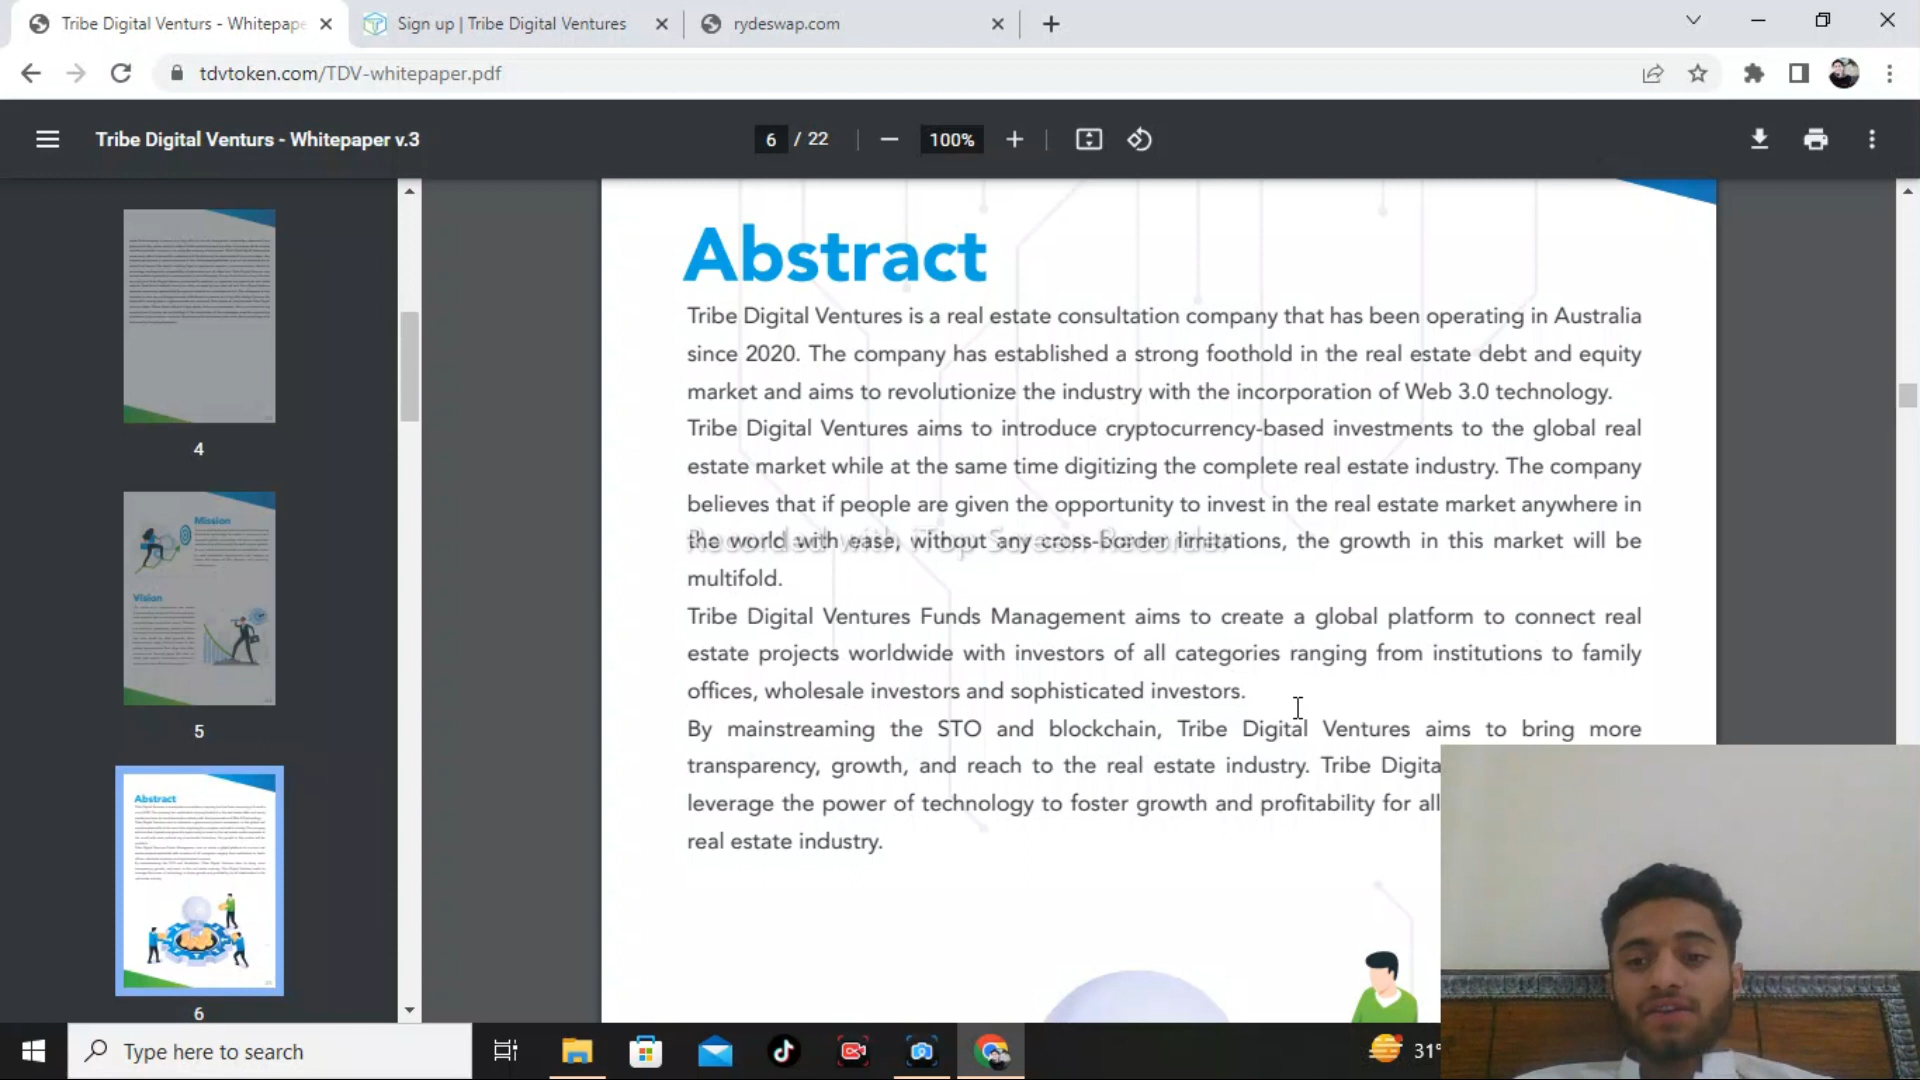 Tribe Digital Venturs - Whitepape
Sign up | Tribe Digital Ventures
rydeswap.com
tdvtoken.com/TDV-whitepaper.pdf
Tribe Digital Venturs - Whitepaper v.3
6 / 22
100%
4
Mission
Vision
5
Abstract
6
Abstract
Tribe Digital Ventures is a real estate consultation company that has been operating in Australia
since 2020. The company has established a strong foothold in the real estate debt and equity
market and aims to revolutionize the industry with the incorporation of Web 3.0 technology.
Tribe Digital Ventures aims to introduce cryptocurrency-based investments to the global real
estate market while at the same time digitizing the complete real estate industry. The company
believes that if people are given the opportunity to invest in the real estate market anywhere in
the world with ease, without any cross-border limitations, the growth in this market will be
Recorded with iTop Screen Recorder
multifold.
Tribe Digital Ventures Funds Management aims to create a global platform to connect real
estate projects worldwide with investors of all categories ranging from institutions to family
offices, wholesale investors and sophisticated investors.
By mainstreaming the STO and blockchain, Tribe Digital Ventures aims to bring more
transparency, growth, and reach to the real estate industry. Tribe Digita
leverage the power of technology to foster growth and profitability for all
real estate industry.
Type here to search
31°